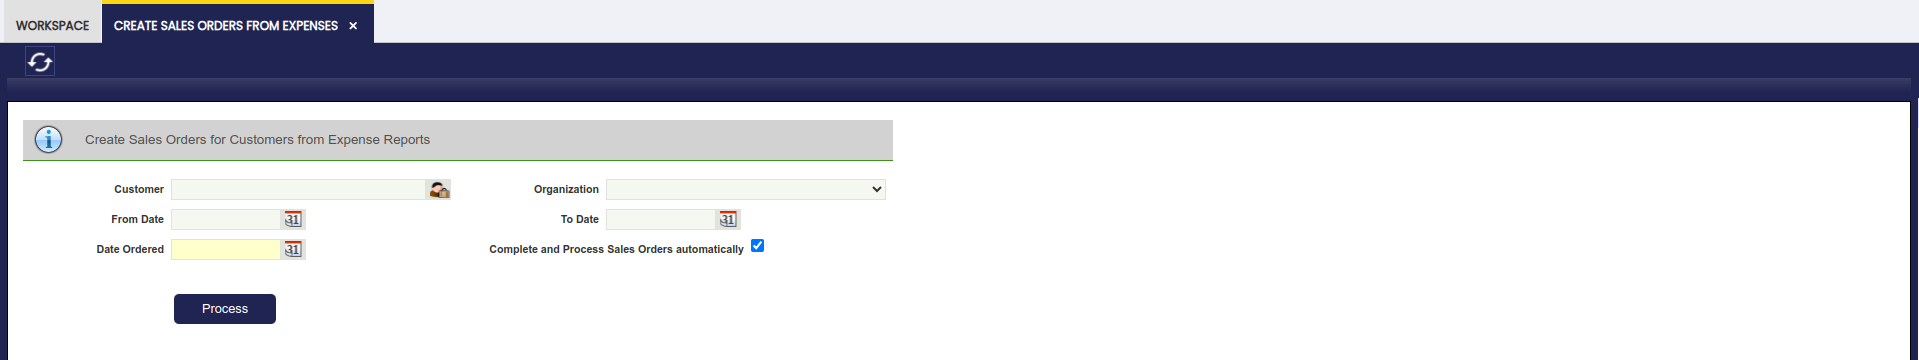 WORKSPACE
CREATE SALES ORDERS FROM EXPENSES ×
Create Sales Orders for Customers from Expense Reports
Customer
Organization
From Date 31
To Date 31
Date Ordered 31
Complete and Process Sales Orders automatically
Process